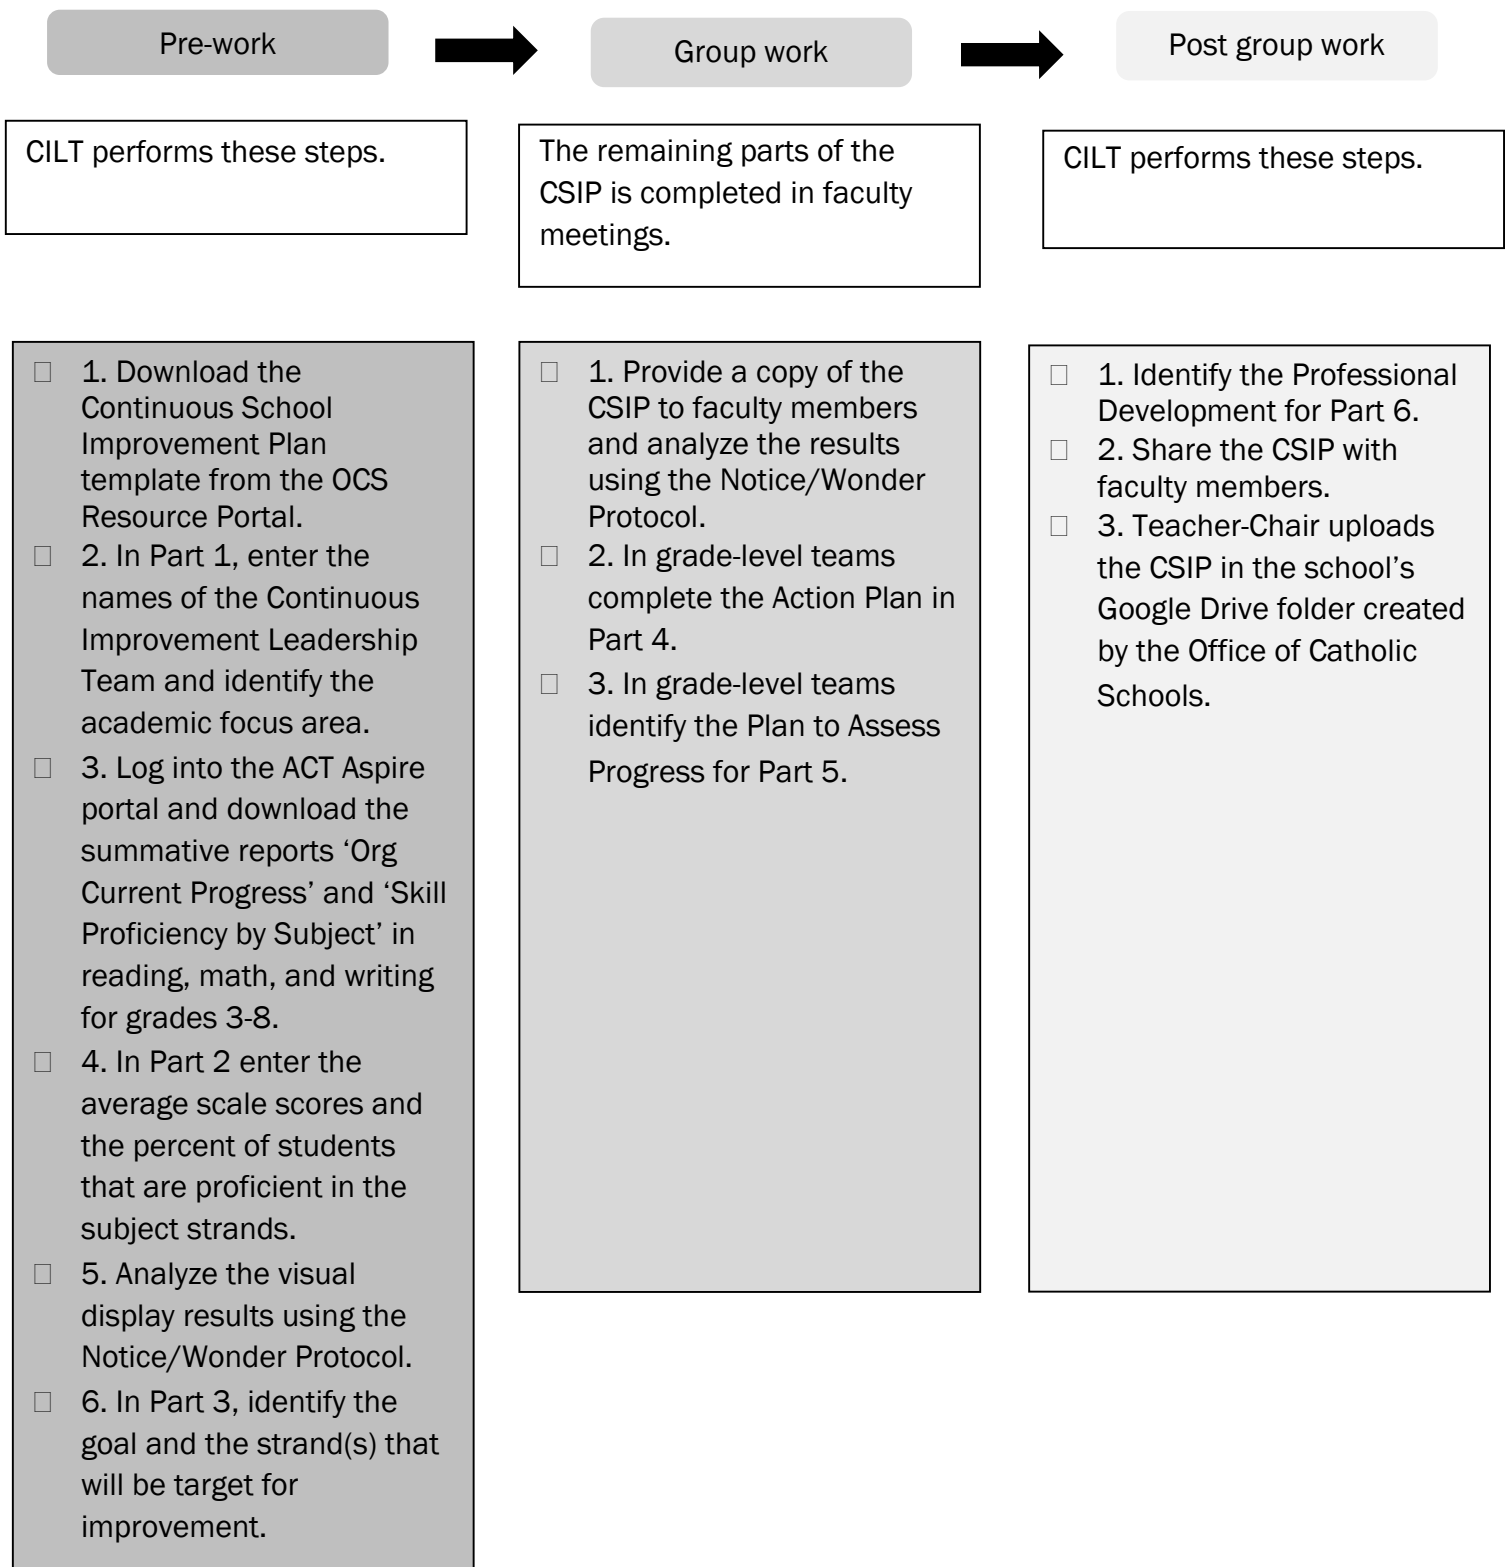 Pre-work
Group work
Post group work
CILT performs these steps.
The remaining parts of the
CSIP is completed in faculty
meetings.
CILT performs these steps.
☐ 1. Download the
Continuous School
Improvement Plan
template from the OCS
Resource Portal.
☐ 2. In Part 1, enter the
names of the Continuous
Improvement Leadership
Team and identify the
academic focus area.
☐ 3. Log into the ACT Aspire
portal and download the
summative reports ‘Org
Current Progress’ and ‘Skill
Proficiency by Subject’ in
reading, math, and writing
for grades 3-8.
☐ 4. In Part 2 enter the
average scale scores and
the percent of students
that are proficient in the
subject strands.
☐ 5. Analyze the visual
display results using the
Notice/Wonder Protocol.
☐ 6. In Part 3, identify the
goal and the strand(s) that
will be target for
improvement.
☐ 1. Provide a copy of the
CSIP to faculty members
and analyze the results
using the Notice/Wonder
Protocol.
☐ 2. In grade-level teams
complete the Action Plan in
Part 4.
☐ 3. In grade-level teams
identify the Plan to Assess
Progress for Part 5.
☐ 1. Identify the Professional
Development for Part 6.
☐ 2. Share the CSIP with
faculty members.
☐ 3. Teacher-Chair uploads
the CSIP in the school’s
Google Drive folder created
by the Office of Catholic
Schools.